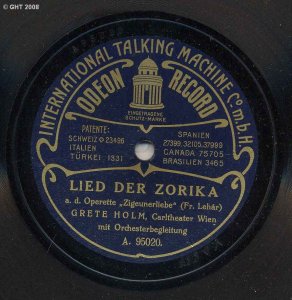 © GHT 2008
INTERNATIONAL TALKING MACHINE Co. m.b.H.
ODEON RECORD
EINGETRAGENE
SCHUTZ-MARKE
PATENTE:
SCHWEIZ 23436
ITALIEN
TÜRKEI 1331
SPANIEN
27399, 32105, 37999
CANADA 75705
BRASILIEN 3465
LIED DER ZORIKA
a. d. Operette „Zigeunerliebe" (Fr. Lehár)
GRETE HOLM, Carltheater Wien
mit Orchesterbegleitung
A. 95020.